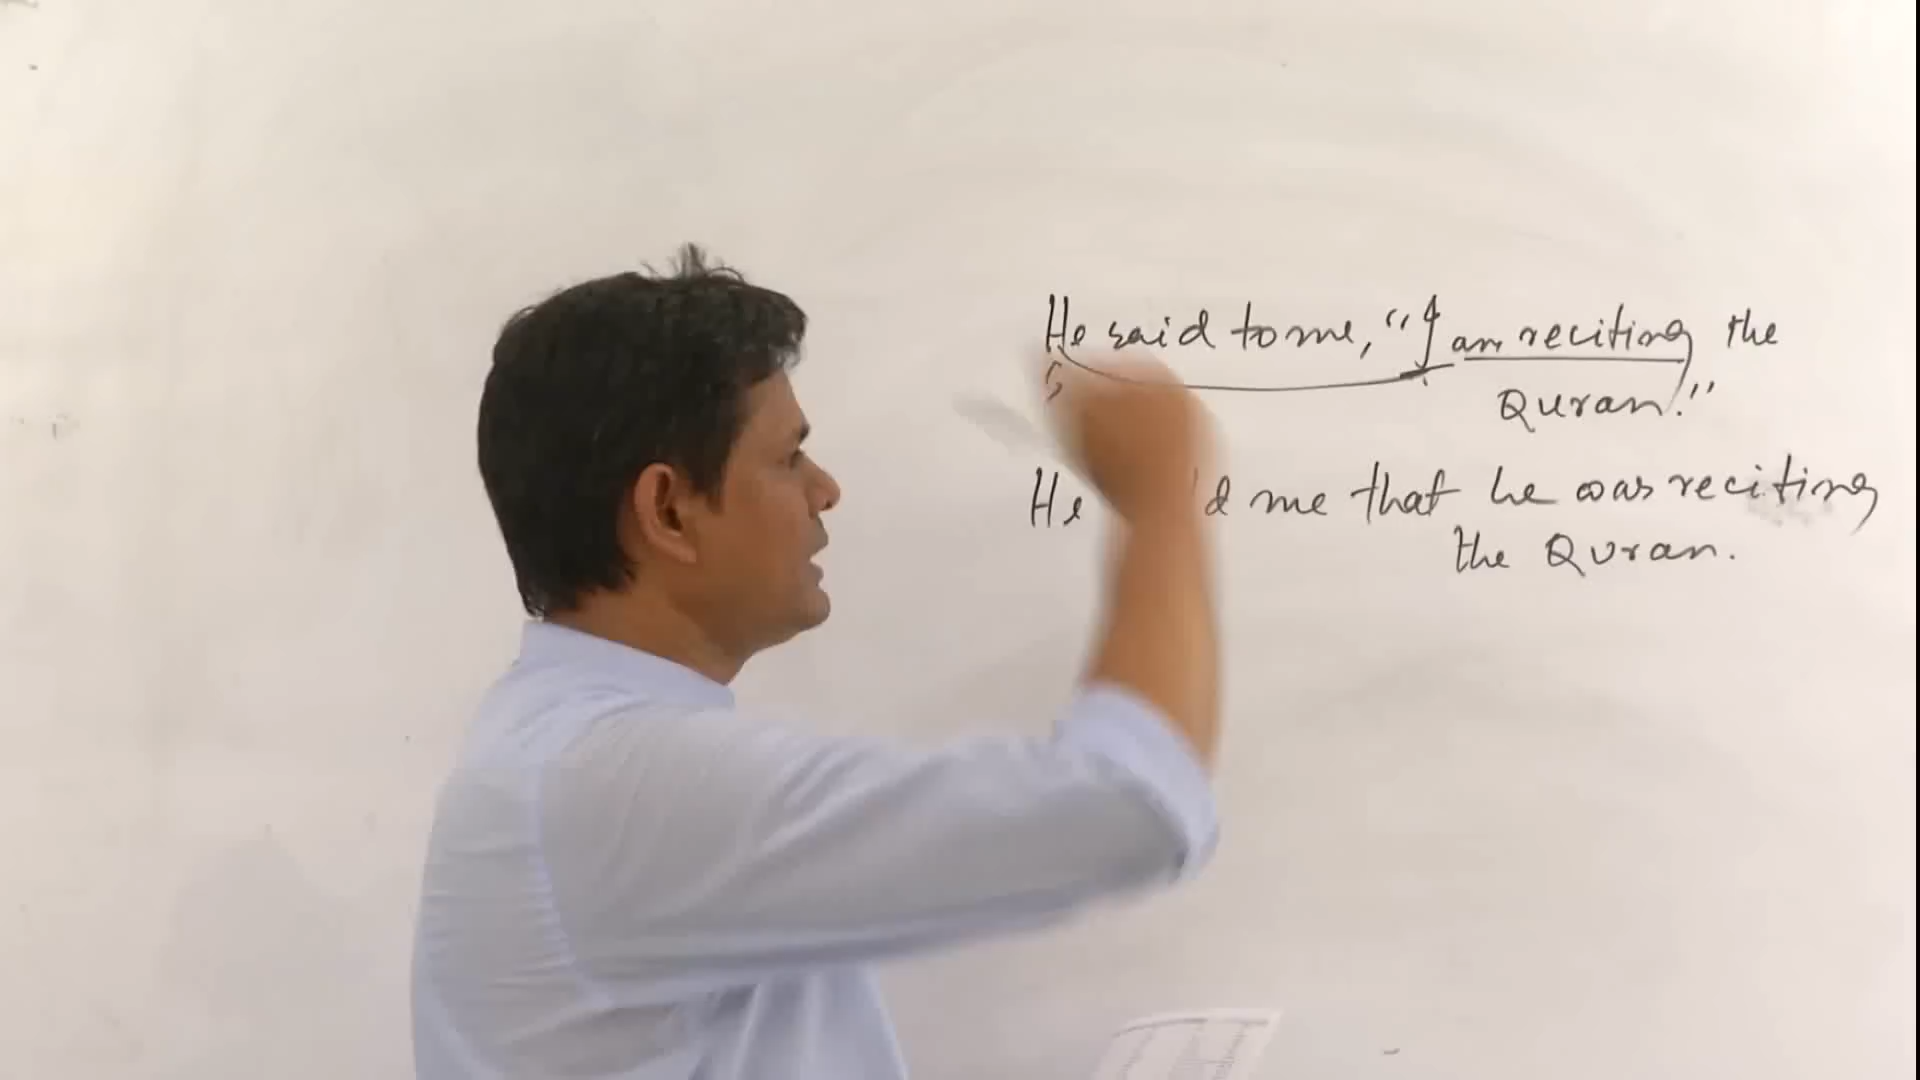 He said to me, "I am reciting the
Quran."
He me that he was reciting
the Quran.